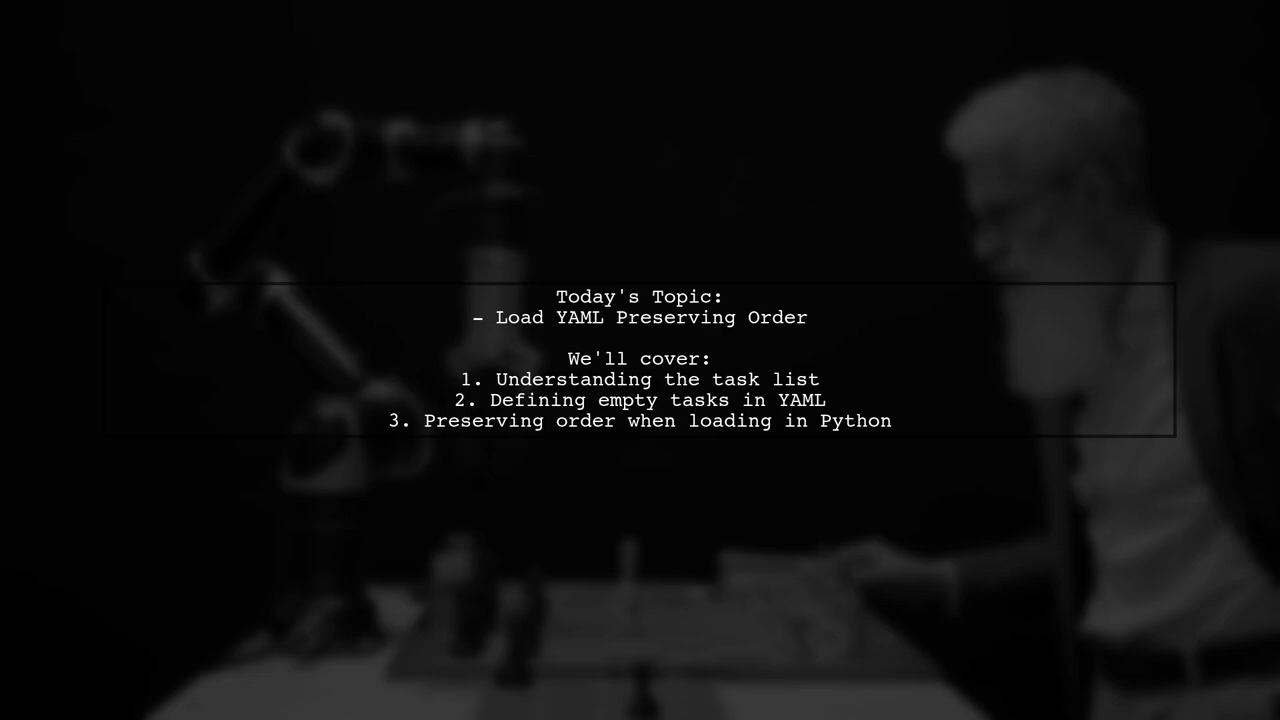 Today's Topic:
- Load YAML Preserving Order
We'll cover:
1. Understanding the task list
2. Defining empty tasks in YAML
3. Preserving order when loading in Python